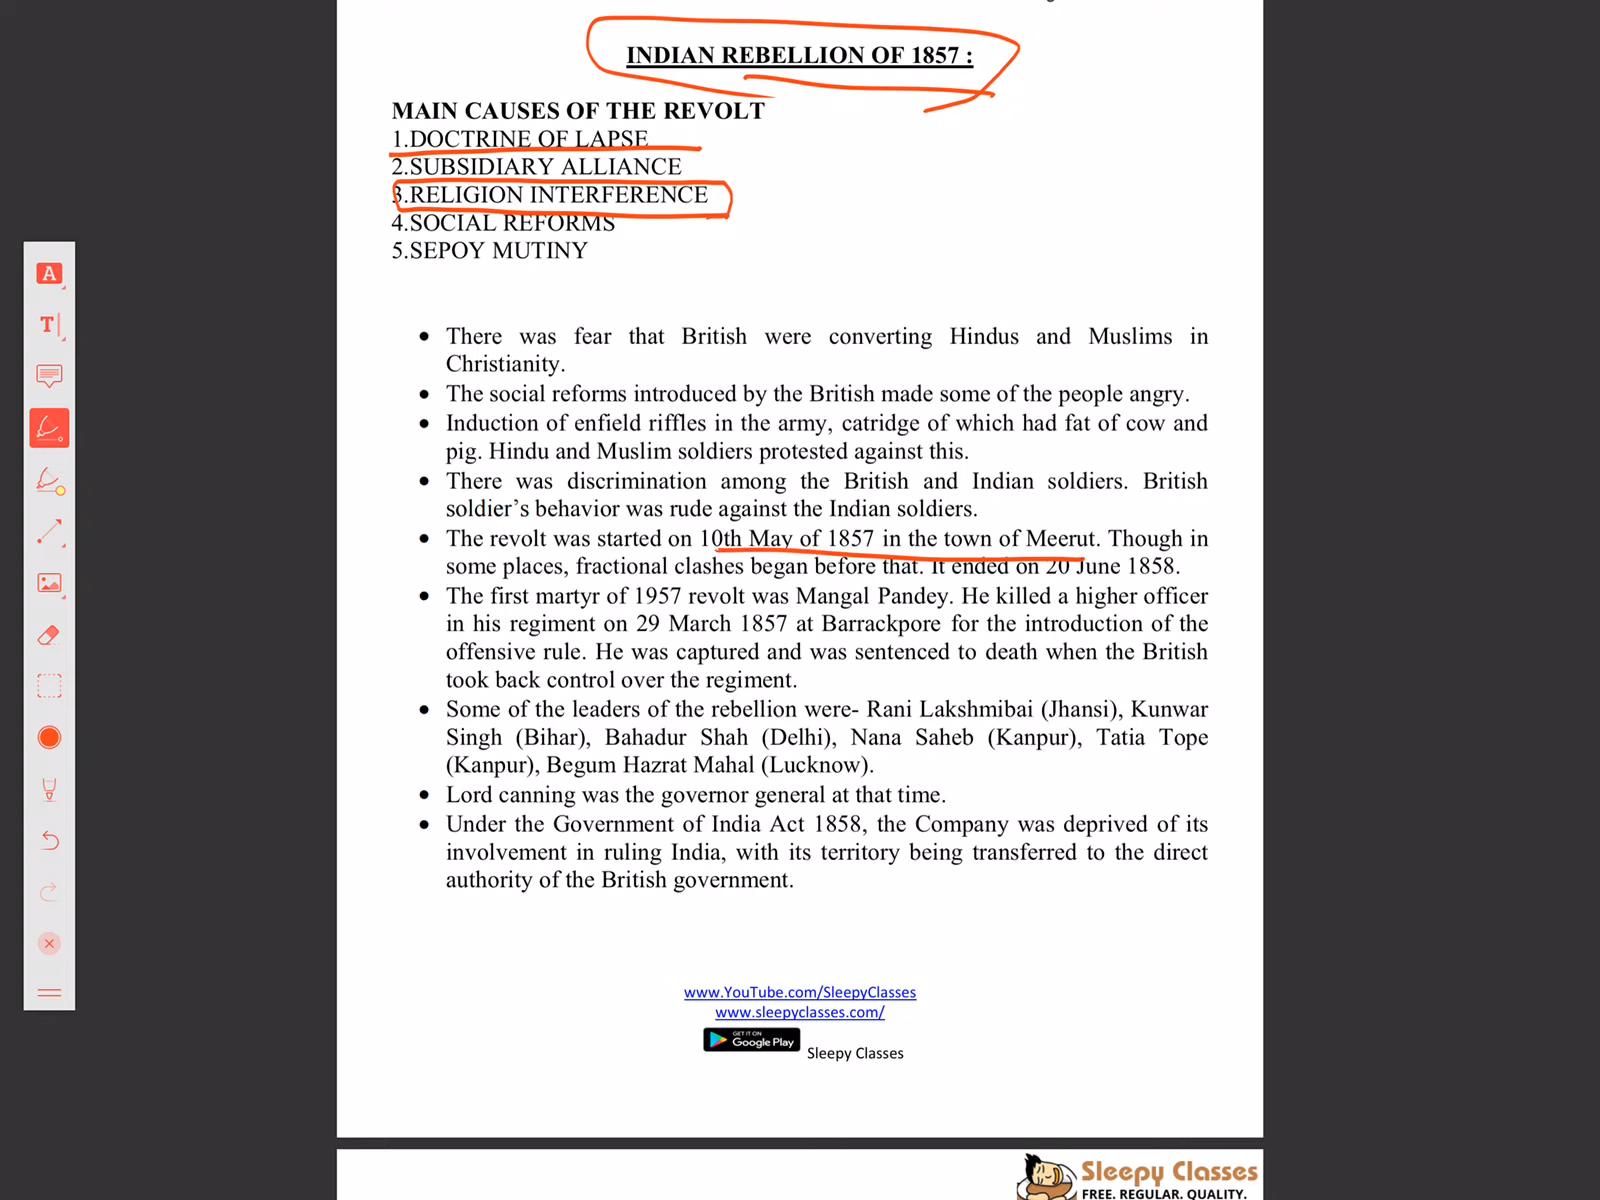 INDIAN REBELLION OF 1857 :
MAIN CAUSES OF THE REVOLT
1.DOCTRINE OF LAPSE
2.SUBSIDIARY ALLIANCE
3.RELIGION INTERFERENCE
4.SOCIAL REFORMS
5.SEPOY MUTINY
• There was fear that British were converting Hindus and Muslims in
Christianity.
• The social reforms introduced by the British made some of the people angry.
• Induction of enfield riffles in the army, catridge of which had fat of cow and
pig. Hindu and Muslim soldiers protested against this.
• There was discrimination among the British and Indian soldiers. British
soldier’s behavior was rude against the Indian soldiers.
• The revolt was started on 10th May of 1857 in the town of Meerut. Though in
some places, fractional clashes began before that. It ended on 20 June 1858.
• The first martyr of 1957 revolt was Mangal Pandey. He killed a higher officer
in his regiment on 29 March 1857 at Barrackpore for the introduction of the
offensive rule. He was captured and was sentenced to death when the British
took back control over the regiment.
• Some of the leaders of the rebellion were- Rani Lakshmibai (Jhansi), Kunwar
Singh (Bihar), Bahadur Shah (Delhi), Nana Saheb (Kanpur), Tatia Tope
(Kanpur), Begum Hazrat Mahal (Lucknow).
• Lord canning was the governor general at that time.
• Under the Government of India Act 1858, the Company was deprived of its
involvement in ruling India, with its territory being transferred to the direct
authority of the British government.
www.YouTube.com/SleepyClasses
www.sleepyclasses.com/
GET IT ON
Google Play
Sleepy Classes
Sleepy Classes
FREE. REGULAR. QUALITY.
A
T